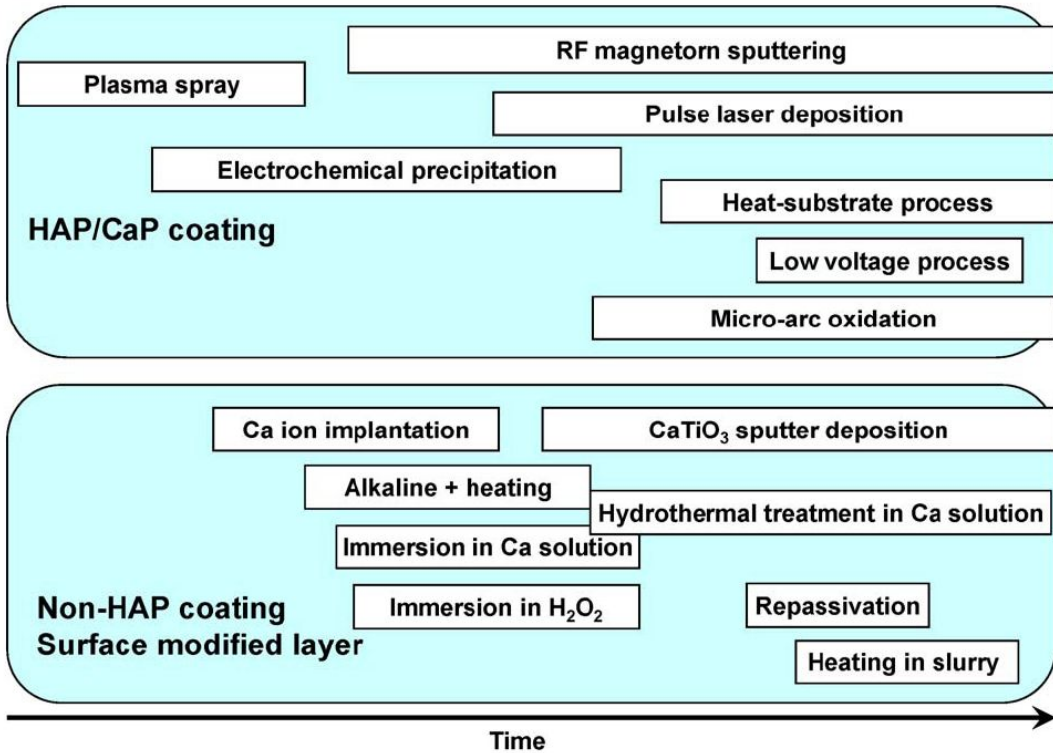 RF magnetorn sputtering
Plasma spray
Pulse laser deposition
Electrochemical precipitation
Heat-substrate process
HAP/CaP coating
Low voltage process
Micro-arc oxidation
Ca ion implantation
CaTiO₃ sputter deposition
Alkaline + heating
Hydrothermal treatment in Ca solution
Immersion in Ca solution
Non-HAP coating
Surface modified layer
Immersion in H₂O₂
Repassivation
Heating in slurry
Time